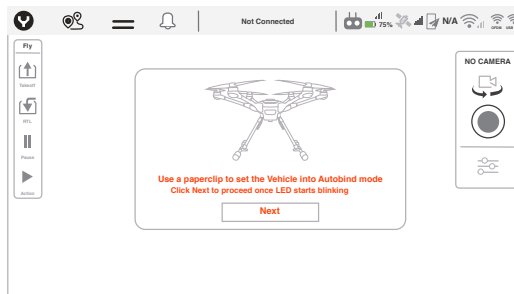 Not Connected
75%
N/A
Fly
Takeoff
RTL
Pause
Action
NO CAMERA
Use a paperclip to set the Vehicle into Autobind mode
Click Next to proceed once LED starts blinking
Next